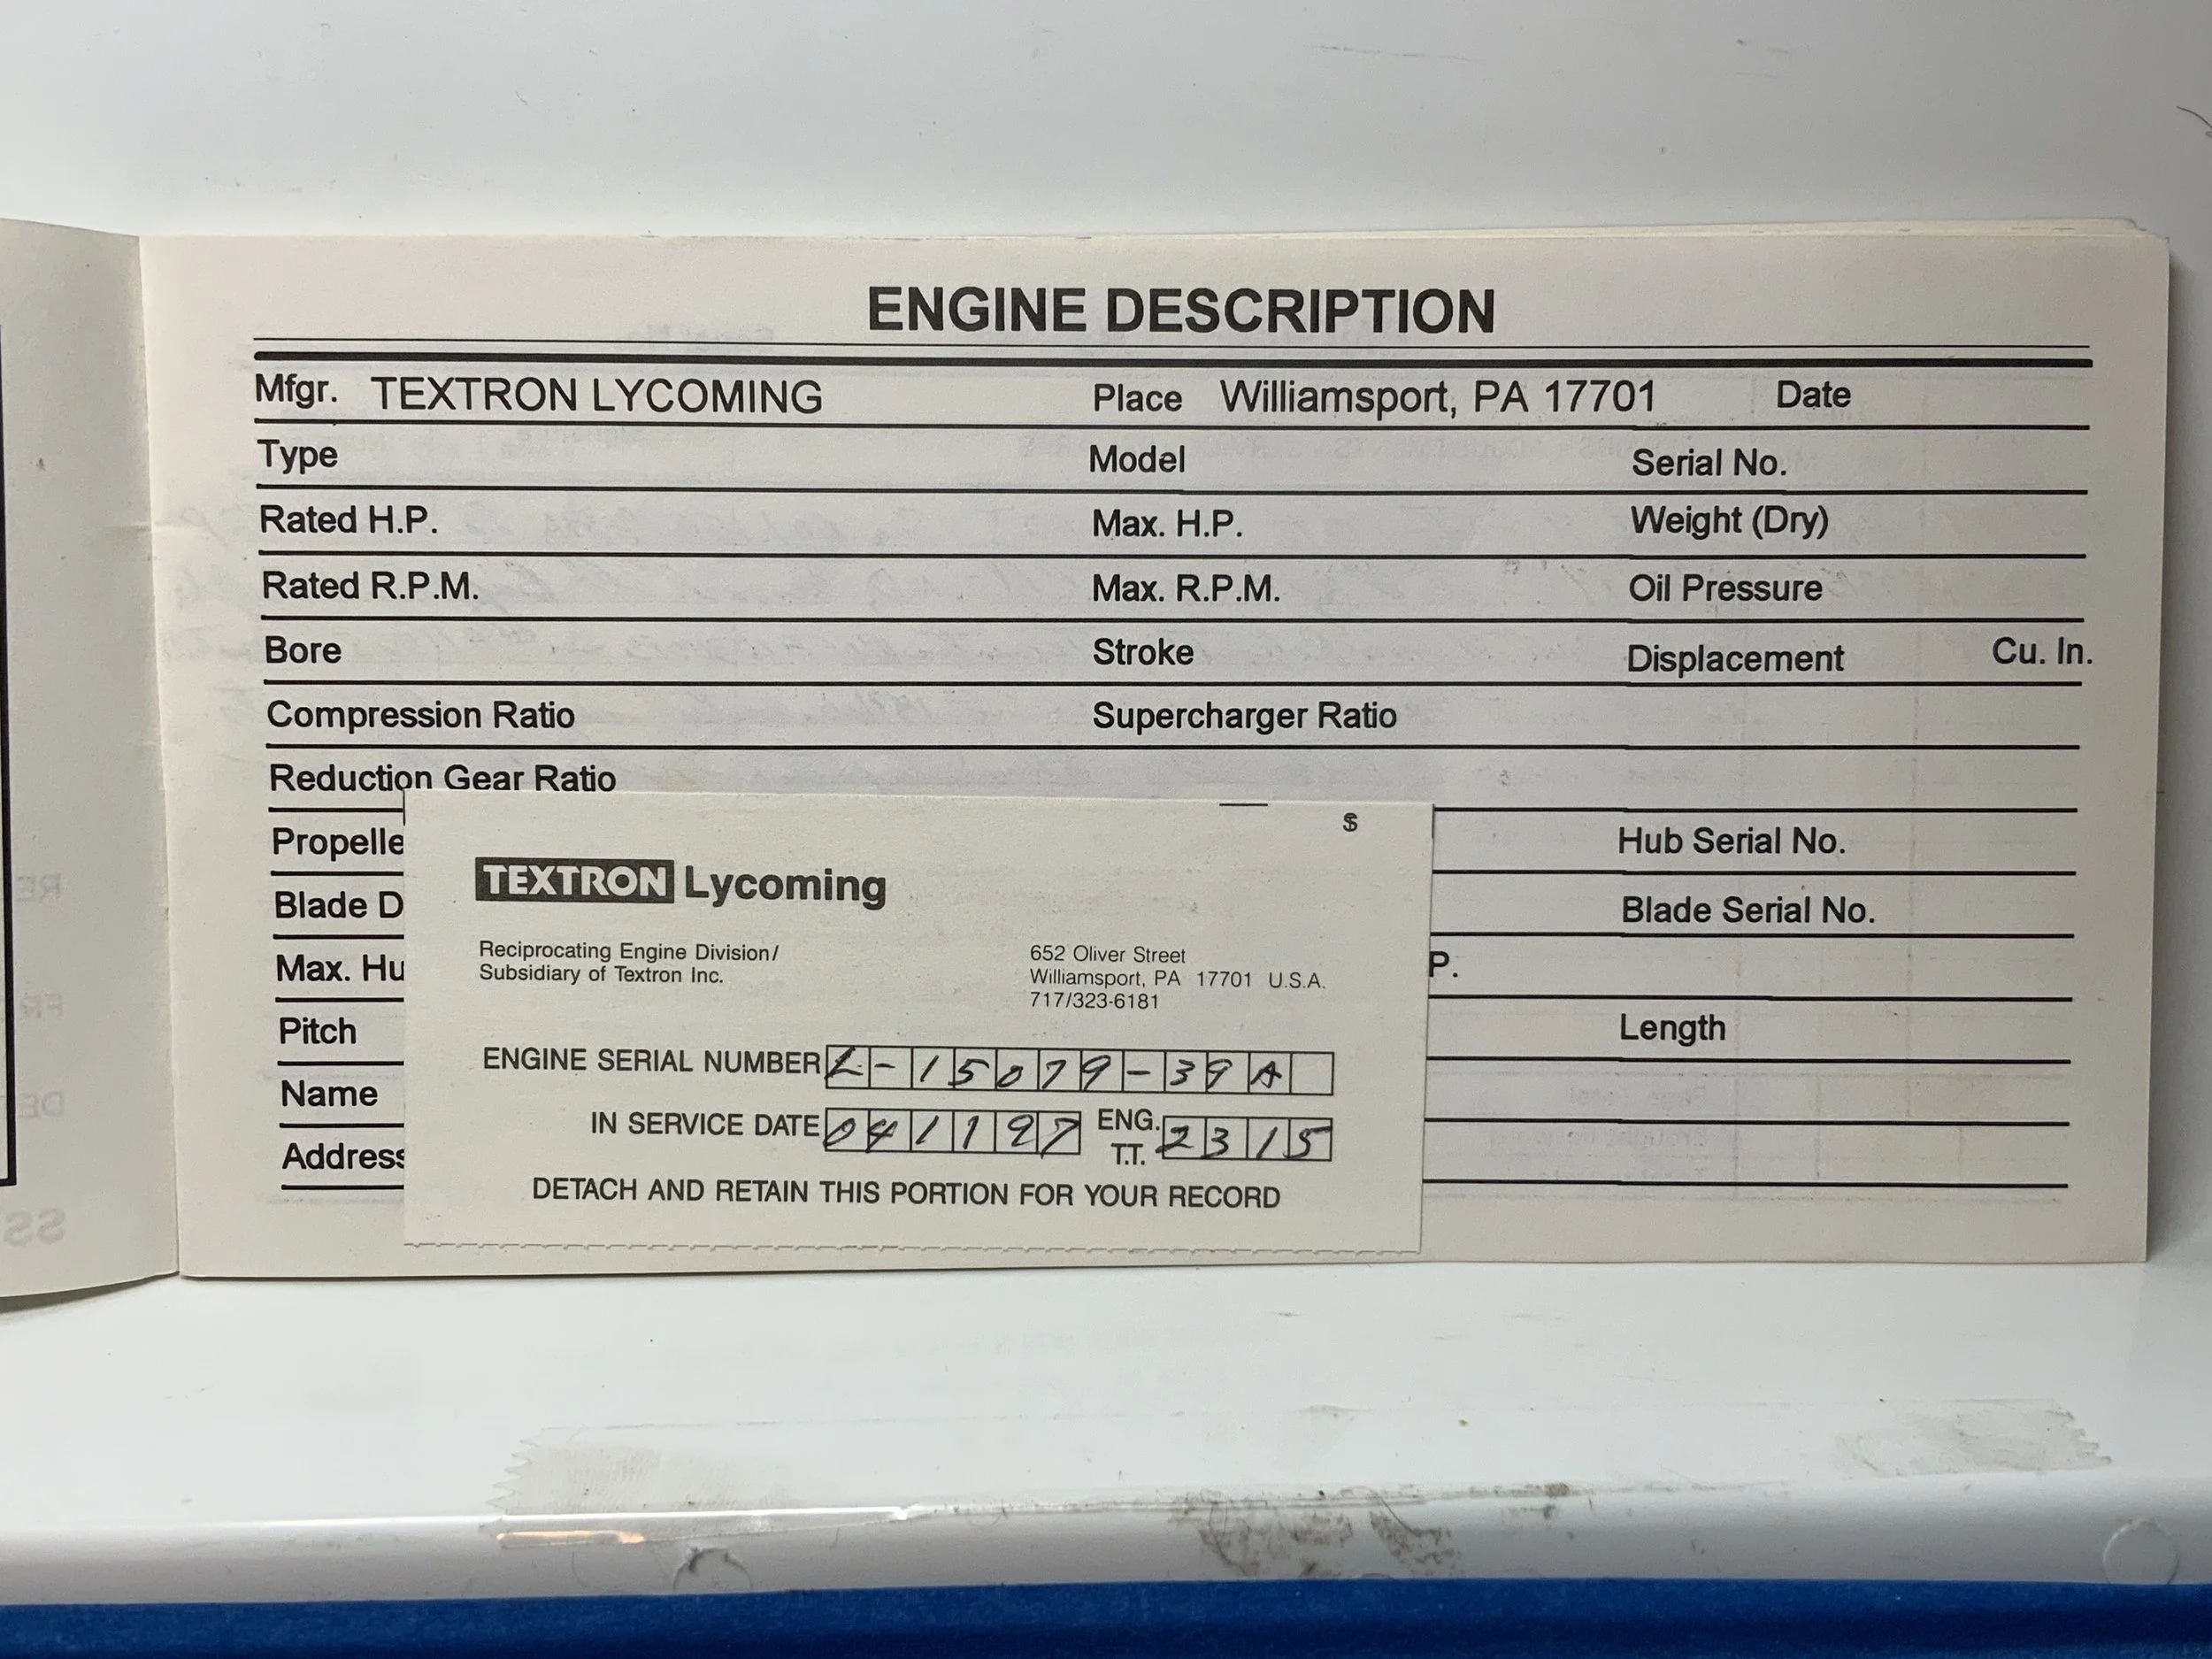 ENGINE DESCRIPTION
Mfgr. TEXTRON LYCOMING Place Williamsport, PA 17701 Date
Type Model Serial No.
Rated H.P. Max. H.P. Weight (Dry)
Rated R.P.M. Max. R.P.M. Oil Pressure
Bore Stroke Displacement Cu. In.
Compression Ratio Supercharger Ratio
Reduction Gear Ratio
Propelle Hub Serial No.
Blade D Blade Serial No.
Max. Hu P.
Pitch Length
Name
Address
$
TEXTRON Lycoming
Reciprocating Engine Division/
Subsidiary of Textron Inc.
652 Oliver Street
Williamsport, PA 17701 U.S.A.
717/323-6181
ENGINE SERIAL NUMBER L-15079-39A
IN SERVICE DATE 041197 ENG. T.T. 2315
DETACH AND RETAIN THIS PORTION FOR YOUR RECORD